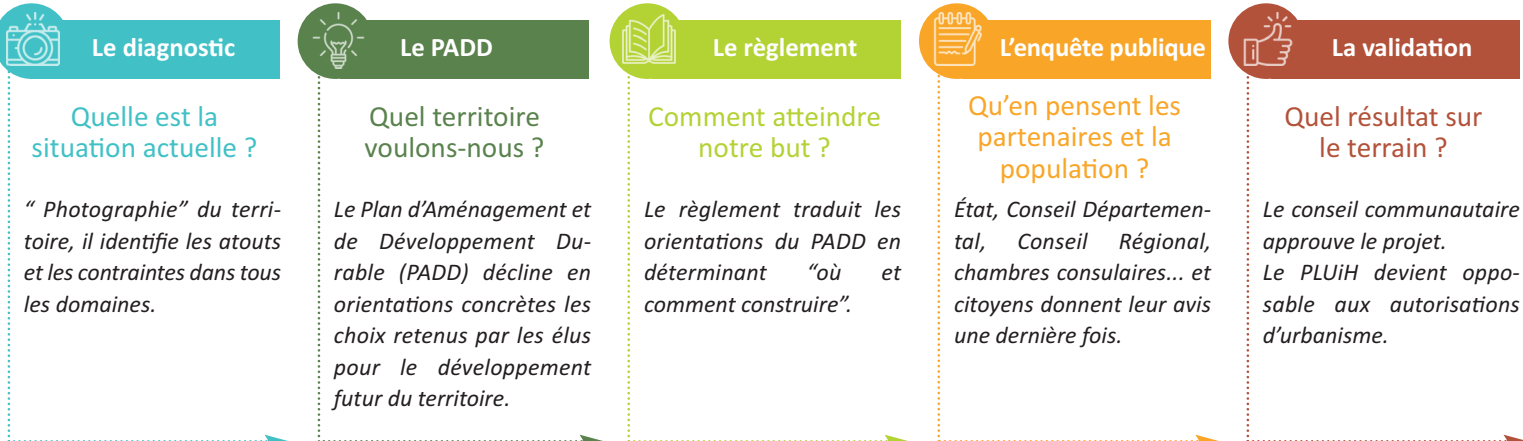 Le diagnostic
Quelle est la
situation actuelle ?
“ Photographie” du terri-
toire, il identifie les atouts
et les contraintes dans tous
les domaines.
Le PADD
Quel territoire
voulons-nous ?
Le Plan d’Aménagement et
de Développement Du-
rable (PADD) décline en
orientations concrètes les
choix retenus par les élus
pour le développement
futur du territoire.
Le règlement
Comment atteindre
notre but ?
Le règlement traduit les
orientations du PADD en
déterminant “où et
comment construire”.
L’enquête publique
Qu’en pensent les
partenaires et la
population ?
État, Conseil Départemen-
tal, Conseil Régional,
chambres consulaires... et
citoyens donnent leur avis
une dernière fois.
La validation
Quel résultat sur
le terrain ?
Le conseil communautaire
approuve le projet.
Le PLUiH devient oppo-
sable aux autorisations
d’urbanisme.